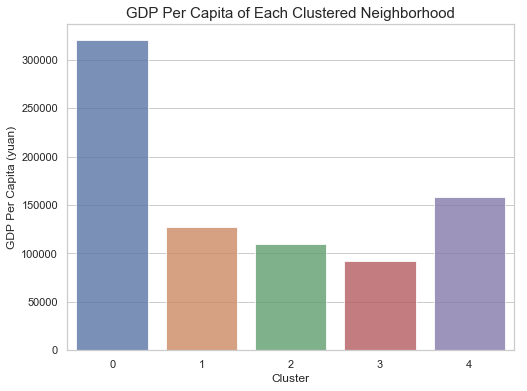 GDP Per Capita of Each Clustered Neighborhood
GDP Per Capita (yuan)
300000
250000
200000
150000
100000
50000
0
0 1 2 3 4
Cluster